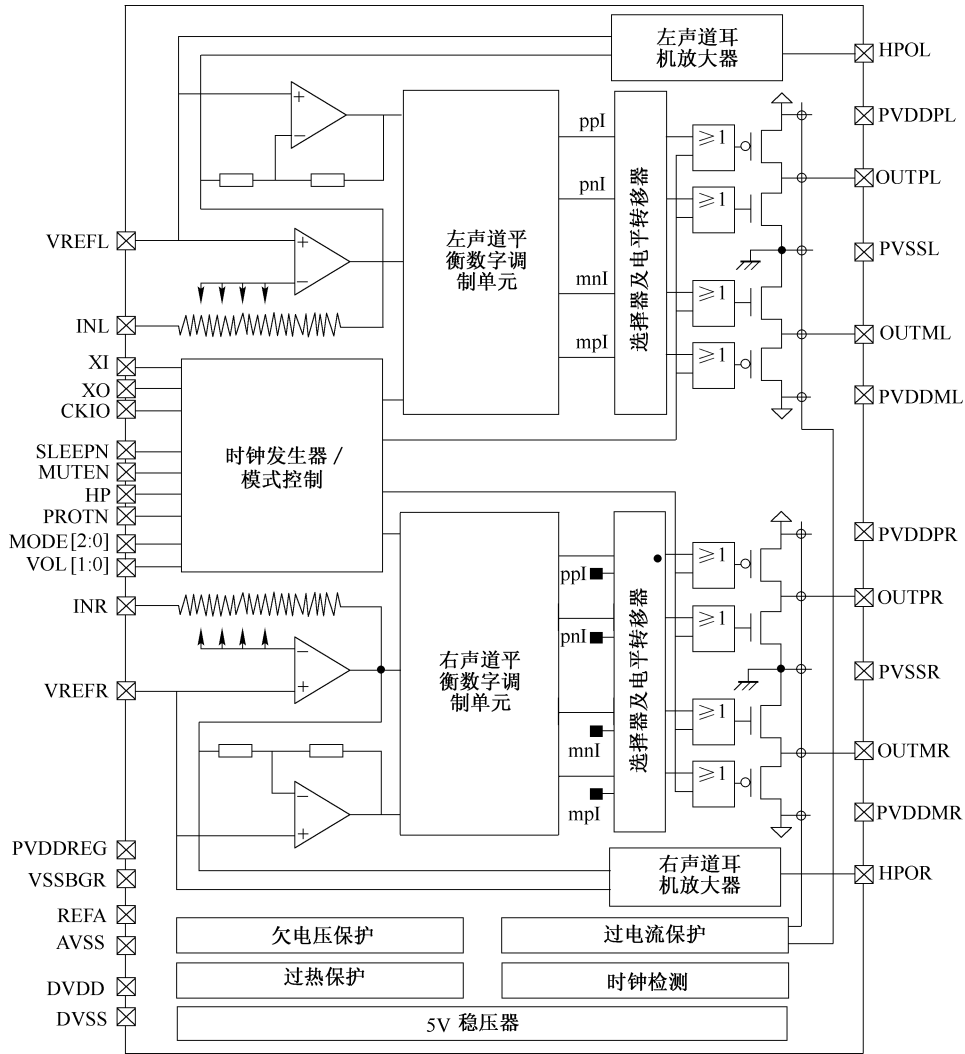 左声道耳
机放大器
HPOL
PVDDPL
ppI
≥1
OUTPL
pnI
≥1
VREFL
左声道平
衡数字调
制单元
选择器及电平转移器
PVSSL
mnI
≥1
INL
OUTML
mpI
≥1
XI
XO
CKIO
PVDDML
SLEEPN
MUTEN
HP
PROTN
MODE[2:0]
VOL[1:0]
时钟发生器/
模式控制
PVDDPR
ppI
≥1
INR
OUTPR
pnI
≥1
右声道平
衡数字调
制单元
选择器及电平转移器
VREFR
PVSSR
mnI
≥1
OUTMR
mpI
≥1
PVDDMR
PVDDREG
VSSBGR
右声道耳
机放大器
HPOR
REFA
AVSS
欠电压保护
过电流保护
DVDD
过热保护
时钟检测
DVSS
5V 稳压器